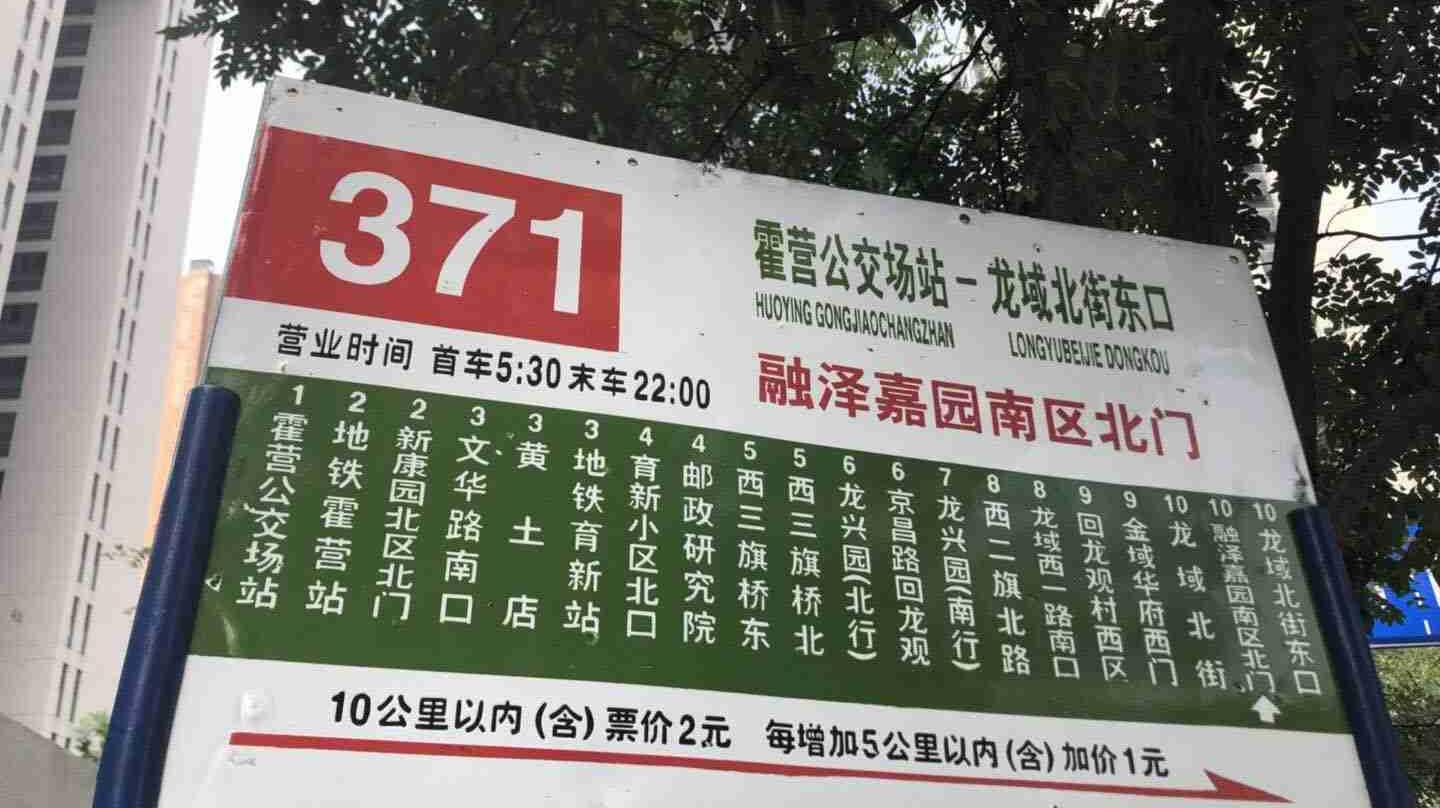 371
霍营公交场站－龙域北街东口
HUOYING GONGJIAOCHANGZHAN LONGYUBEIJIE DONGKOU
营业时间 首车5:30 末车22:00
融泽嘉园南区北门
1 霍营公交场站
2 地铁霍营站
2 新康园北区北门
3 文华路南口
3 黄土店
3 地铁育新站
4 育新小区北口
4 邮政研究院
5 西三旗桥东
5 西三旗桥北
6 龙兴园(北行)
6 京昌路回龙观
7 龙兴园(南行)
8 西二旗北路
8 龙域西一路南口
9 回龙观村西区
9 金域华府西门
10 龙域北街
10 融泽嘉园南区北门
10 龙域北街东口
10公里以内(含)票价2元 每增加5公里以内(含)加价1元